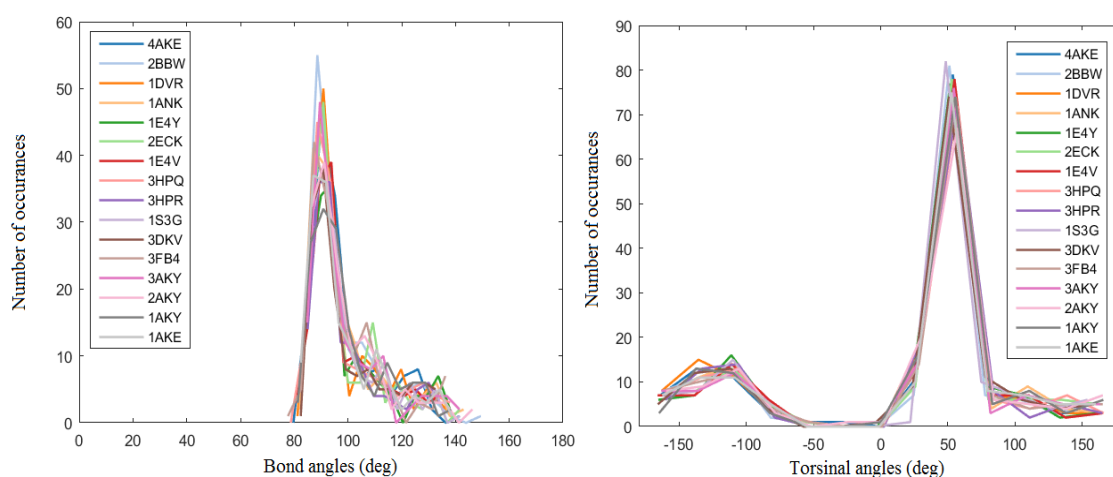 60
50
40
30
20
10
0
Number of occurances
4AKE
2BBW
1DVR
1ANK
1E4Y
2ECK
1E4V
3HPQ
3HPR
1S3G
3DKV
3FB4
3AKY
2AKY
1AKY
1AKE
0 20 40 60 80 100 120 140 160 180
Bond angles (deg)
90
80
70
60
50
40
30
20
10
0
Number of occurances
4AKE
2BBW
1DVR
1ANK
1E4Y
2ECK
1E4V
3HPQ
3HPR
1S3G
3DKV
3FB4
3AKY
2AKY
1AKY
1AKE
-150 -100 -50 0 50 100 150
Torsinal angles (deg)